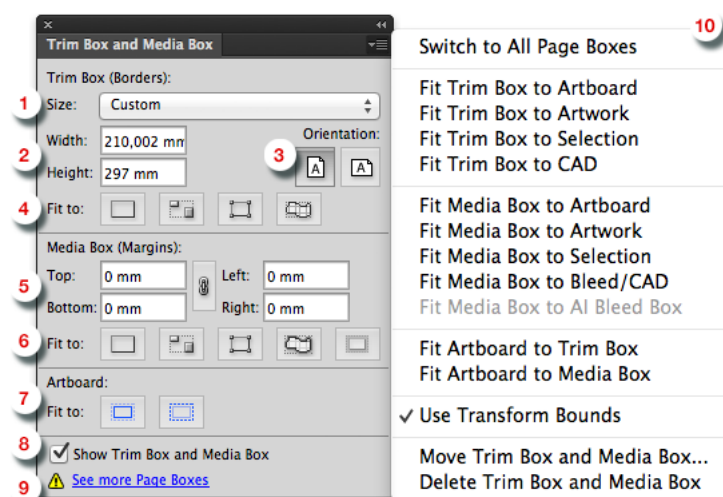 Trim Box and Media Box
Trim Box (Borders):
1
Size: Custom
2
Width: 210,002 mm
Height: 297 mm
Orientation:
3
A
A
4
Fit to:
Media Box (Margins):
5
Top: 0 mm
Left: 0 mm
Bottom: 0 mm
Right: 0 mm
6
Fit to:
Artboard:
7
Fit to:
8
Show Trim Box and Media Box
9
See more Page Boxes
10
Switch to All Page Boxes
Fit Trim Box to Artboard
Fit Trim Box to Artwork
Fit Trim Box to Selection
Fit Trim Box to CAD
Fit Media Box to Artboard
Fit Media Box to Artwork
Fit Media Box to Selection
Fit Media Box to Bleed/CAD
Fit Media Box to AI Bleed Box
Fit Artboard to Trim Box
Fit Artboard to Media Box
✓ Use Transform Bounds
Move Trim Box and Media Box...
Delete Trim Box and Media Box